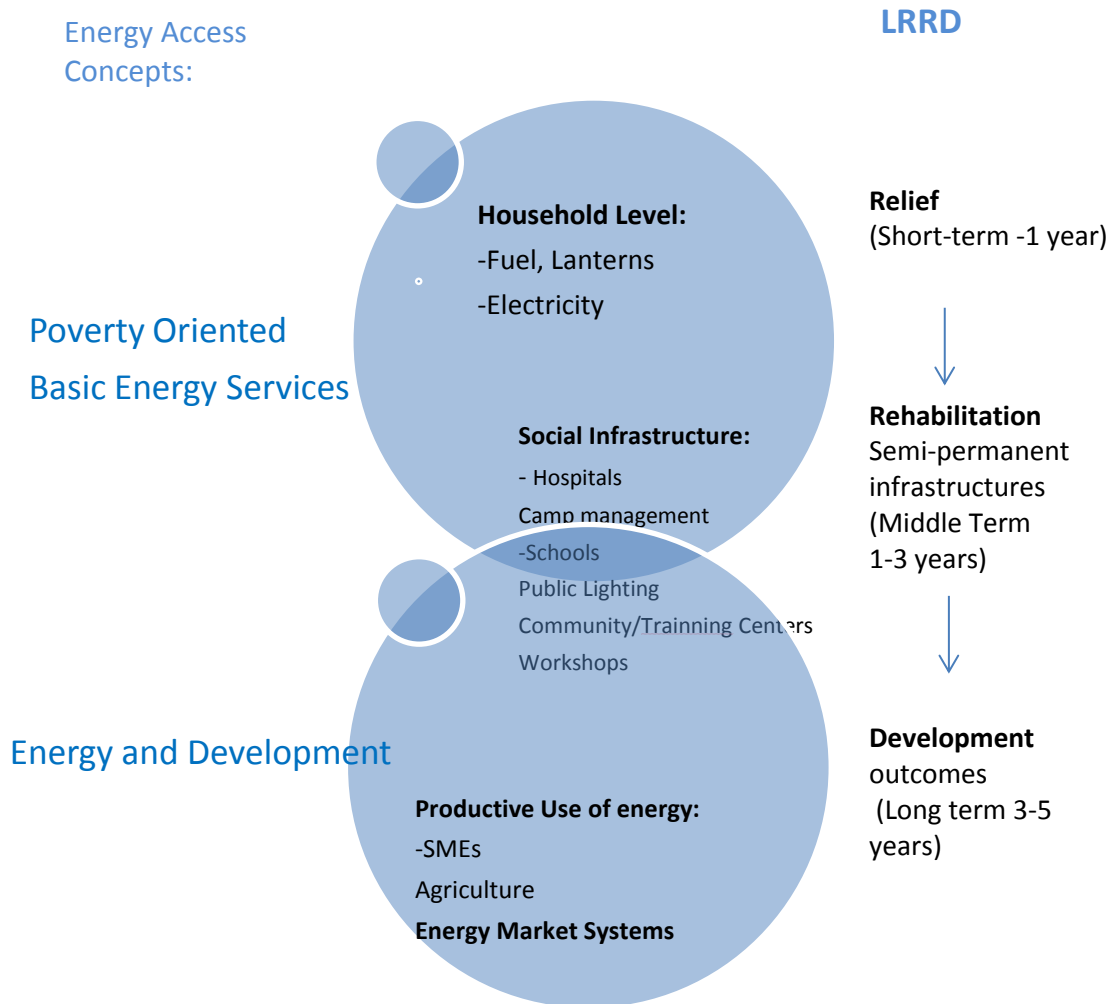 Energy Access
Concepts:
LRRD
Household Level:
-Fuel, Lanterns
-Electricity
Relief
(Short-term -1 year)
Poverty Oriented
Basic Energy Services
Social Infrastructure:
- Hospitals
Camp management
-Schools
Public Lighting
Community/Trainning Centers
Workshops
Rehabilitation
Semi-permanent
infrastructures
(Middle Term
1-3 years)
Energy and Development
Productive Use of energy:
-SMEs
Agriculture
Energy Market Systems
Development
outcomes
(Long term 3-5
years)